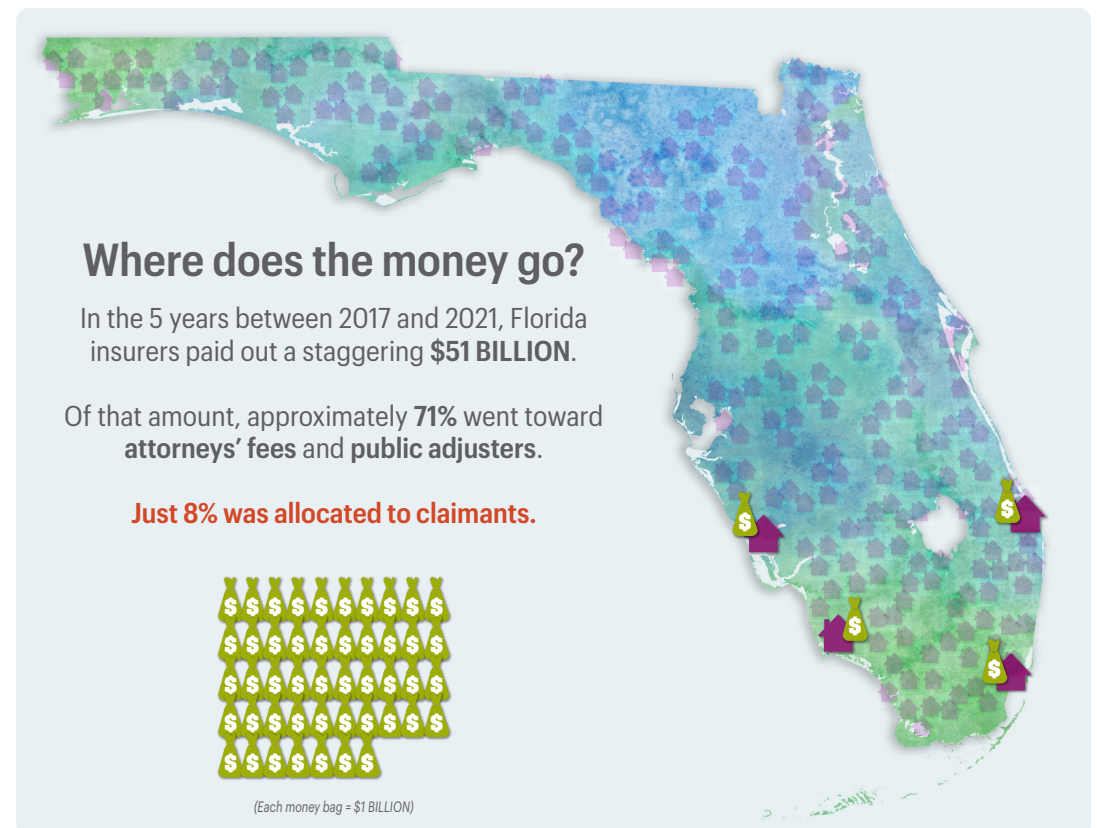 Where does the money go?
In the 5 years between 2017 and 2021, Florida
insurers paid out a staggering $51 BILLION.
Of that amount, approximately 71% went toward
attorneys' fees and public adjusters.
Just 8% was allocated to claimants.
$ $
$ $
$ $ $ $ $ $ $ $ $ $
$ $ $ $ $ $ $ $ $ $
$ $ $ $ $ $ $ $ $ $
$ $ $ $ $ $ $ $ $ $
$ $ $ $ $ $ $
(Each money bag = $1 BILLION)